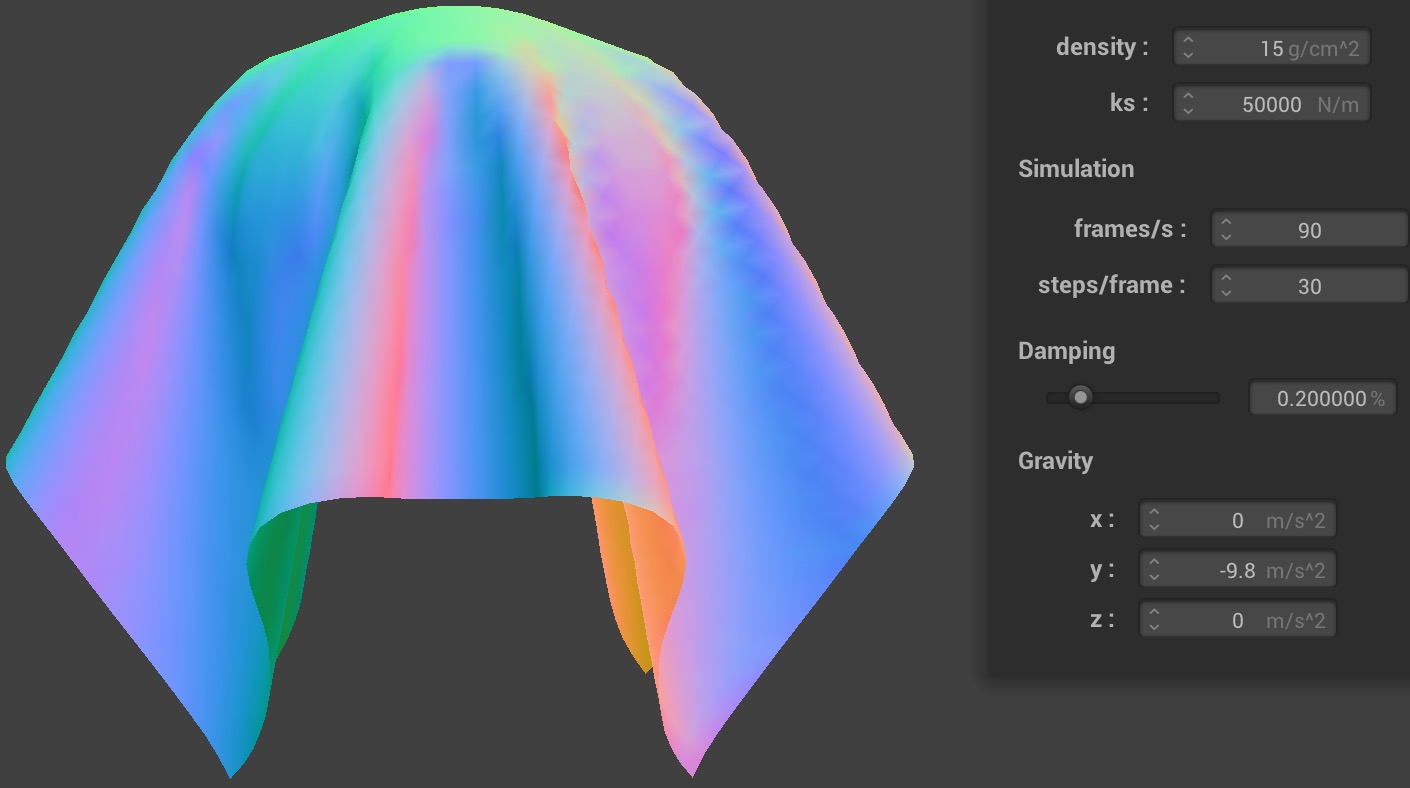 density : 15 g/cm^2
ks : 50000 N/m
Simulation
frames/s : 90
steps/frame : 30
Damping
0.200000 %
Gravity
x : 0 m/s^2
y : -9.8 m/s^2
z : 0 m/s^2